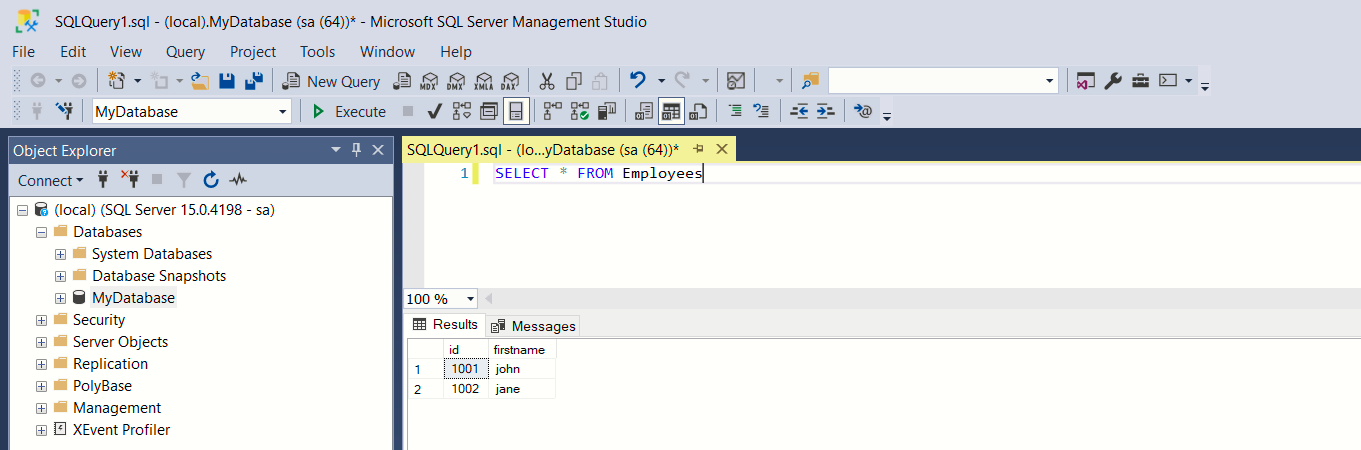 SQLQuery1.sql - (local).MyDatabase (sa (64))* - Microsoft SQL Server Management Studio
File Edit View Query Project Tools Window Help
New Query MDX DMX XMLA DAX
MyDatabase Execute
Object Explorer
Connect
(local) (SQL Server 15.0.4198 - sa)
Databases
System Databases
Database Snapshots
MyDatabase
Security
Server Objects
Replication
PolyBase
Management
XEvent Profiler
SQLQuery1.sql - (lo...yDatabase (sa (64))*
1 SELECT * FROM Employees
100 %
Results Messages
id firstname
1 1001 john
2 1002 jane